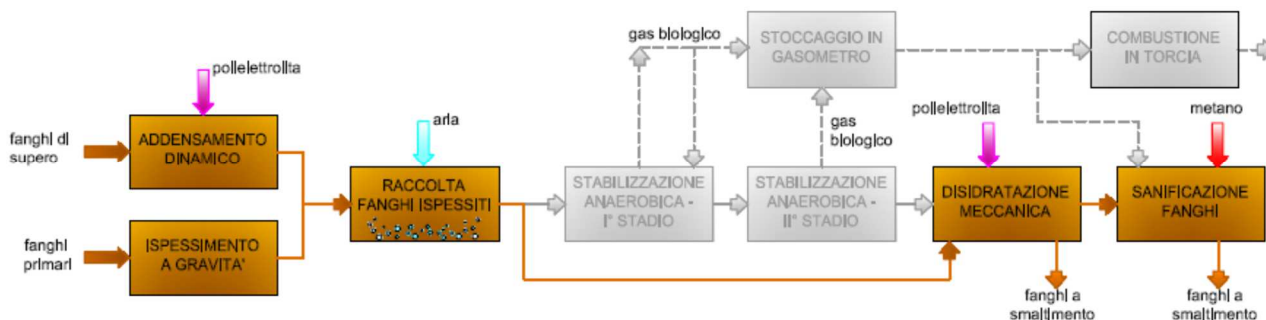 gas biologico
STOCCAGGIO IN
GASOMETRO
COMBUSTIONE
IN TORCIA
polielettrolita
polielettrolita
metano
fanghi di
supero
ADDENSAMENTO
DINAMICO
aria
gas
biologico
RACCOLTA
FANGHI ISPESSITI
STABILIZZAZIONE
ANAEROBICA -
I° STADIO
STABILIZZAZIONE
ANAEROBICA -
II° STADIO
DISIDRATAZIONE
MECCANICA
SANIFICAZIONE
FANGHI
fanghi
primari
ISPESSIMENTO
A GRAVITA'
fanghi a
smaltimento
fanghi a
smaltimento